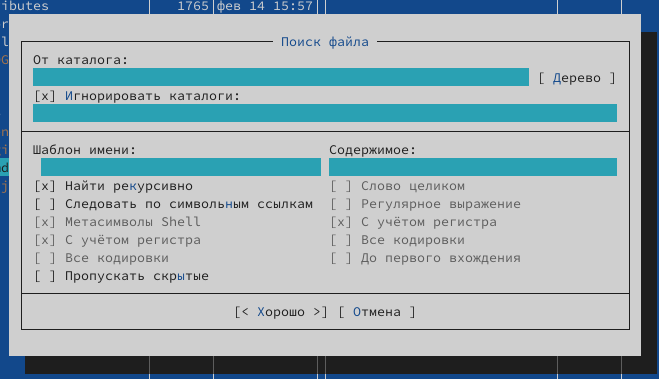 ibutes 1765 фев 14 15:57
Поиск файла
От каталога:
[ Дерево ]
[x] Игнорировать каталоги:
Шаблон имени: Содержимое:
[x] Найти рекурсивно [ ] Слово целиком
[ ] Следовать по символьным ссылкам [ ] Регулярное выражение
[x] Метасимволы Shell [x] С учётом регистра
[x] С учётом регистра [ ] Все кодировки
[ ] Все кодировки [ ] До первого вхождения
[ ] Пропускать скрытые
[< Хорошо >] [ Отмена ]